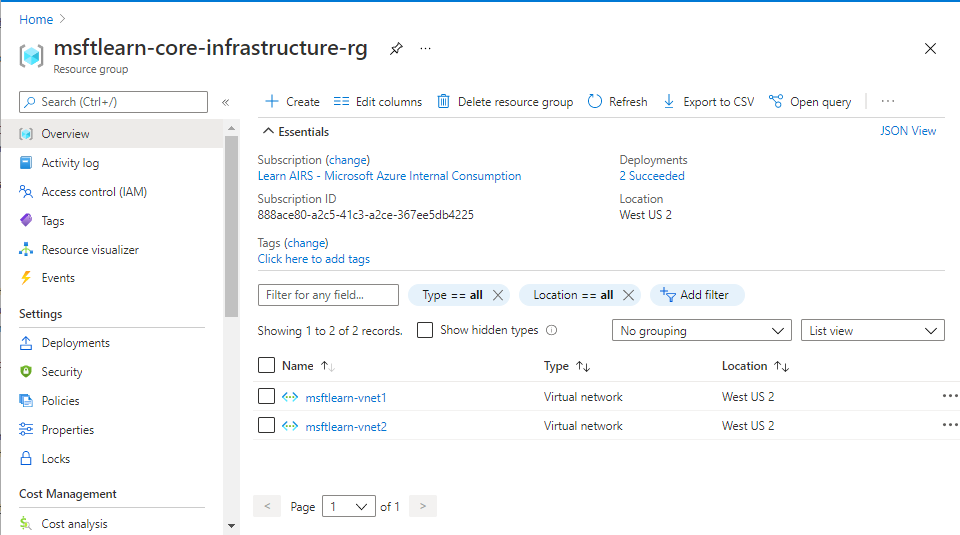 Home
msftlearn-core-infrastructure-rg
Resource group
Search (Ctrl+/)
Overview
Activity log
Access control (IAM)
Tags
Resource visualizer
Events
Settings
Deployments
Security
Policies
Properties
Locks
Cost Management
Cost analysis
Create Edit columns Delete resource group Refresh Export to CSV Open query
Essentials JSON View
Subscription (change) Deployments
Learn AIRS - Microsoft Azure Internal Consumption 2 Succeeded
Subscription ID Location
888ace80-a2c5-41c3-a2ce-367ee5db4225 West US 2
Tags (change)
Click here to add tags
Filter for any field... Type == all Location == all Add filter
Showing 1 to 2 of 2 records. Show hidden types No grouping List view
Name Type Location
msftlearn-vnet1 Virtual network West US 2
msftlearn-vnet2 Virtual network West US 2
< Page 1 of 1 >